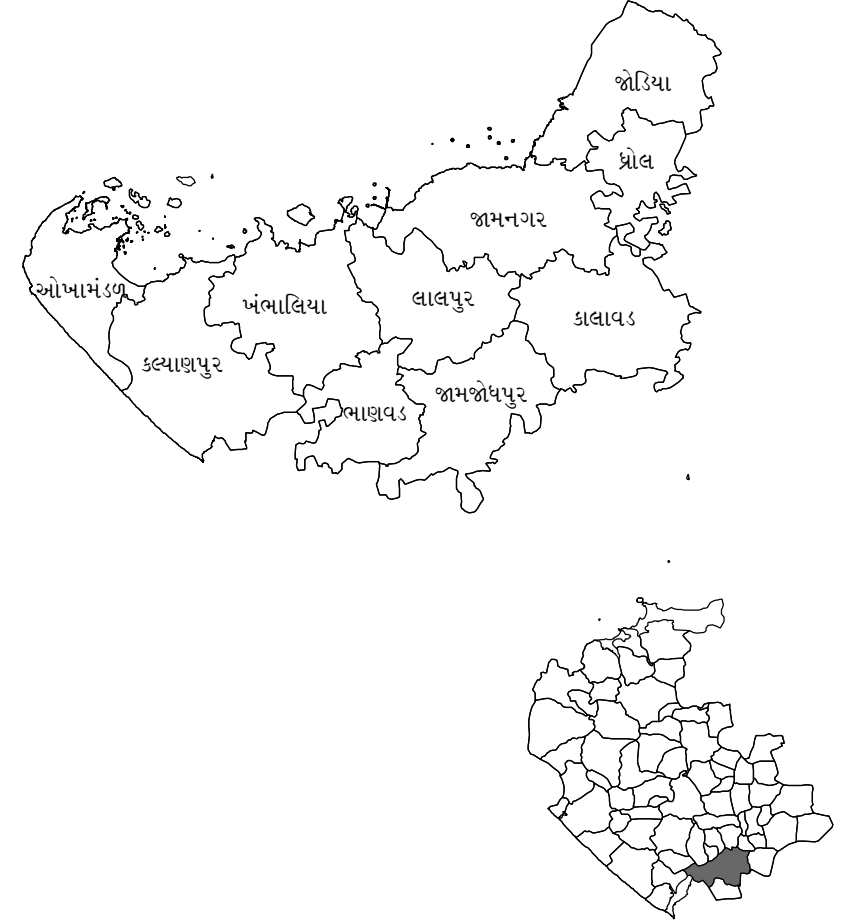 જોડિયા
ધ્રોલ
જામનગર
ઓખામંડળ
ખંભાલિયા
લાલપુર
કાલાવડ
કલ્યાણપુર
જામજોધપુર
ભાણવડ